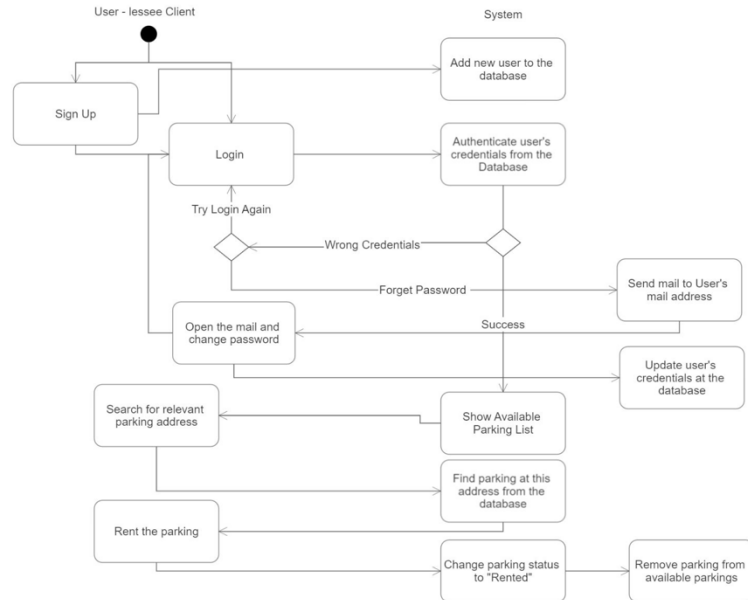 User - lessee Client
System
Add new user to the
database
Sign Up
Login
Authenticate user's
credentials from the
Database
Try Login Again
Wrong Credentials
Forget Password
Send mail to User's
mail address
Success
Open the mail and
change password
Update user's
credentials at the
database
Search for relevant
parking address
Show Available
Parking List
Find parking at this
address from the
database
Rent the parking
Change parking status
to "Rented"
Remove parking from
available parkings